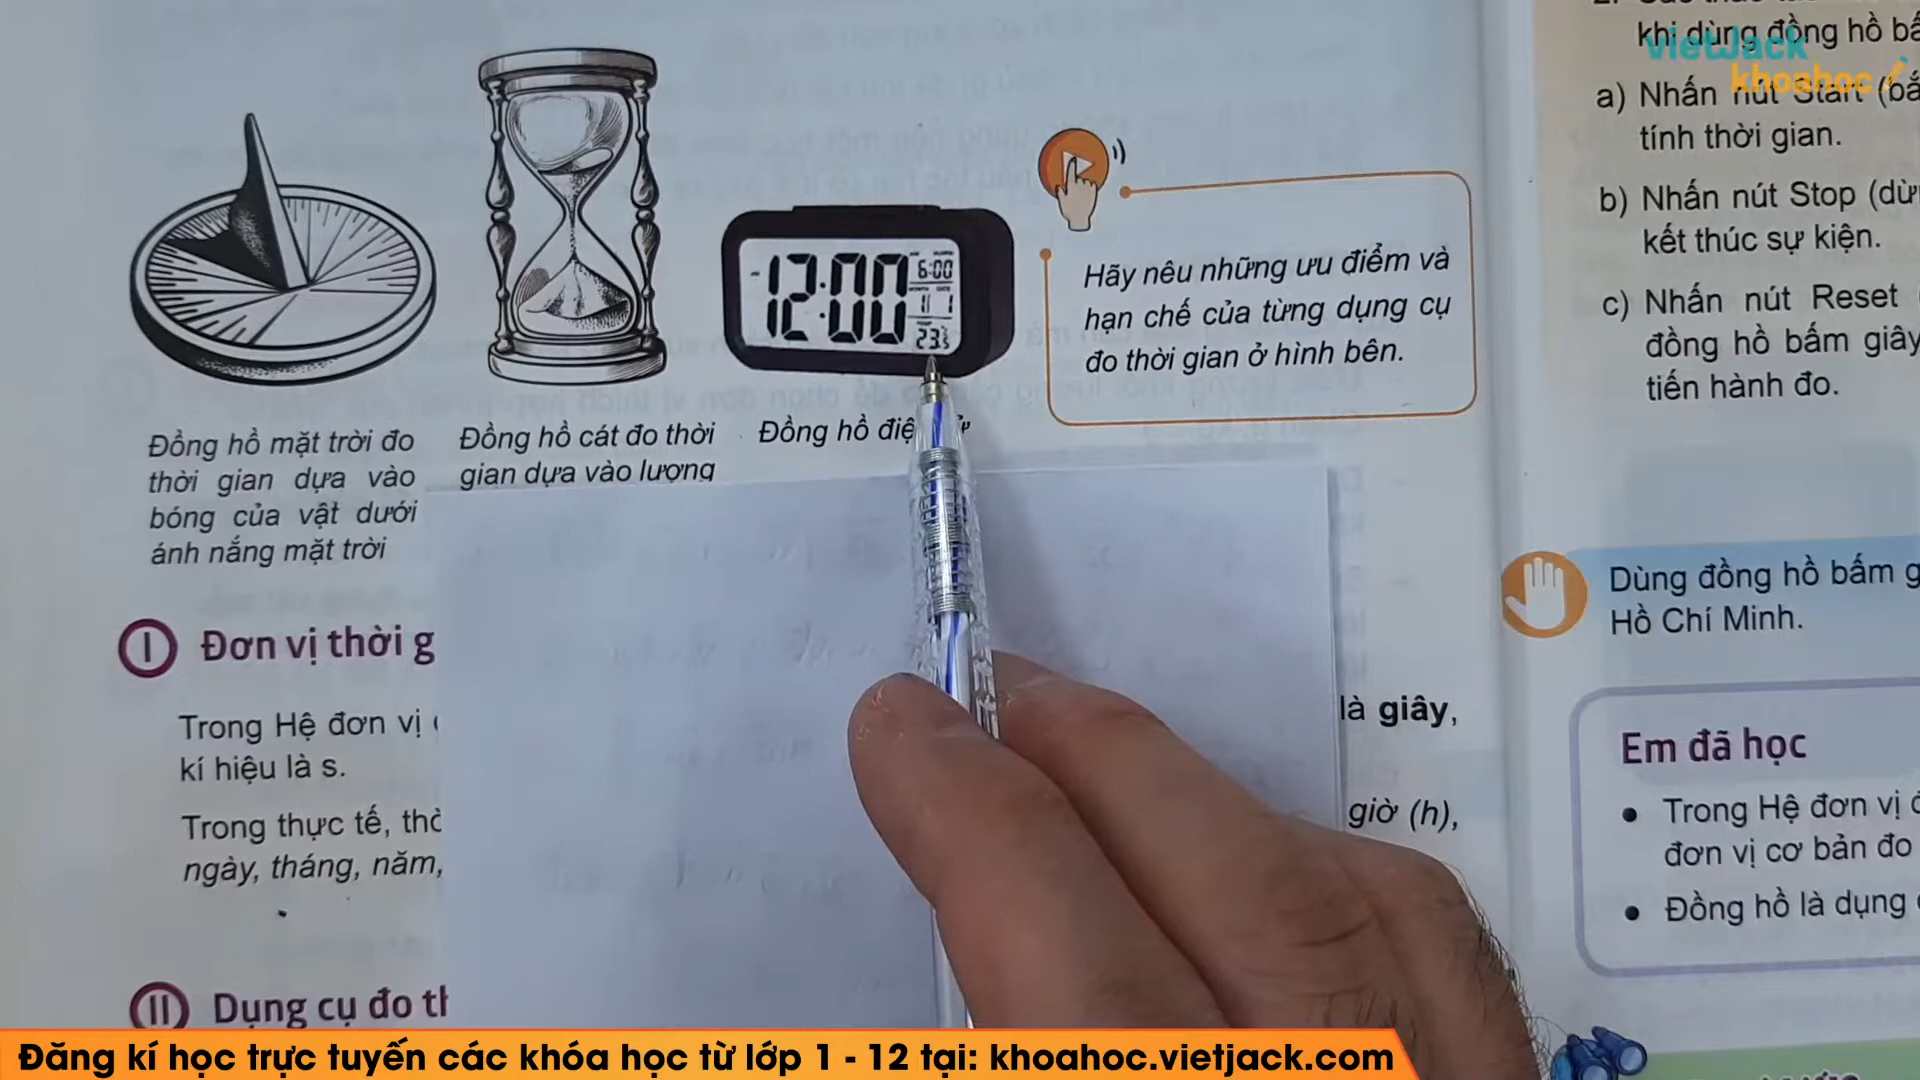 -12:00
6:00
1/ 1
23.5
Hãy nêu những ưu điểm và
hạn chế của từng dụng cụ
đo thời gian ở hình bên.
Đồng hồ mặt trời đo
thời gian dựa vào
bóng của vật dưới
ánh nắng mặt trời
Đồng hồ cát đo thời
gian dựa vào lượng
Đồng hồ
I Đơn vị thời g
Trong Hệ đơn vị
là giây,
kí hiệu là s.
Trong thực tế,
giờ (h),
ngày, tháng, năm,
II Dụng cụ đo
vietJack
khoahoc
khi dùng đồng hồ
a) Nhấn nút Start
tính thời gian.
b) Nhấn nút Stop
kết thúc sự kiện.
c) Nhấn nút Reset
đồng hồ bấm giây
tiến hành đo.
Dùng đồng hồ bấm g
Hồ Chí Minh.
Em đã học
• Trong Hệ đơn vị
đơn vị cơ bản đo
• Đồng hồ là dụng
Đăng kí học trực tuyến các khóa học từ lớp 1 - 12 tại: khoahoc.vietjack.com